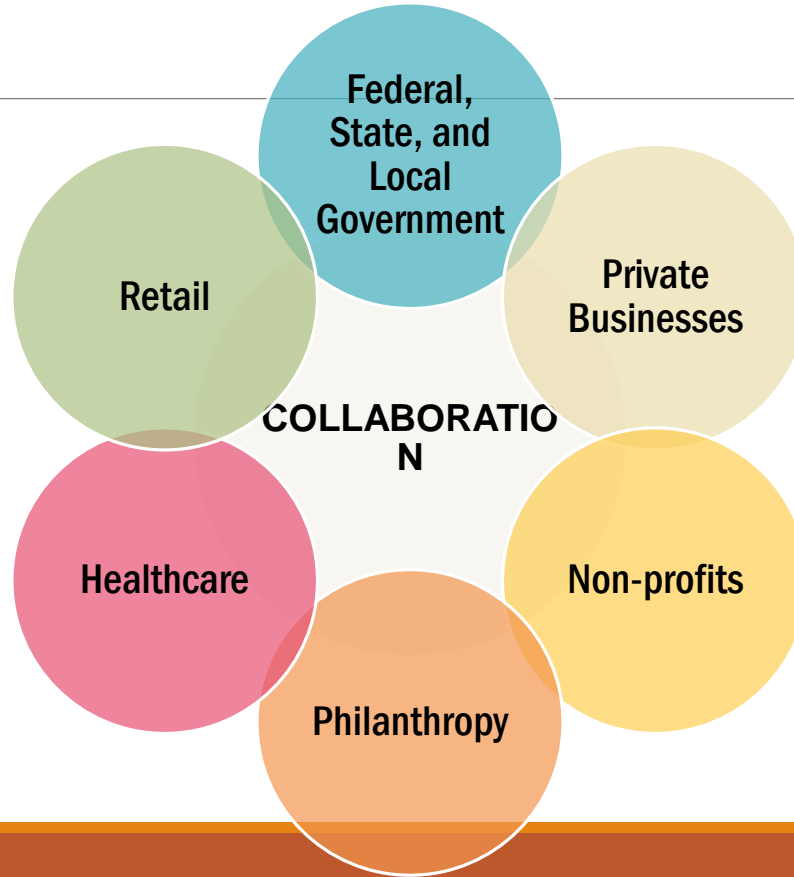 Federal,
State, and
Local
Government
Retail
Private
Businesses
COLLABORATIO
N
Healthcare
Non-profits
Philanthropy